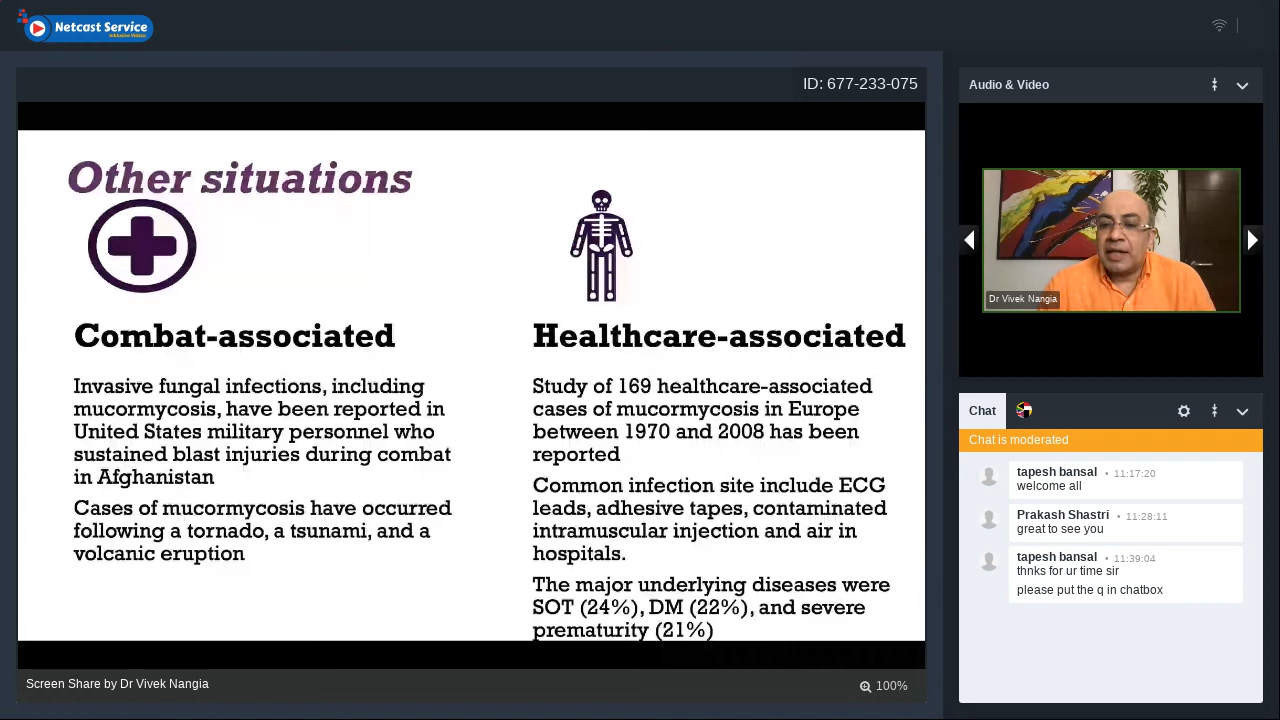 Netcast Service
Inklusive Videos
ID: 677-233-075
Other situations
Combat-associated
Invasive fungal infections, including
mucormycosis, have been reported in
United States military personnel who
sustained blast injuries during combat
in Afghanistan
Cases of mucormycosis have occurred
following a tornado, a tsunami, and a
volcanic eruption
Healthcare-associated
Study of 169 healthcare-associated
cases of mucormycosis in Europe
between 1970 and 2008 has been
reported
Common infection site include ECG
leads, adhesive tapes, contaminated
intramuscular injection and air in
hospitals.
The major underlying diseases were
SOT (24%), DM (22%), and severe
prematurity (21%)
Screen Share by Dr Vivek Nangia
100%
Audio & Video
Dr Vivek Nangia
Chat
Chat is moderated
tapesh bansal • 11:17:20
welcome all
Prakash Shastri • 11:28:11
great to see you
tapesh bansal • 11:39:04
thnks for ur time sir
please put the q in chatbox